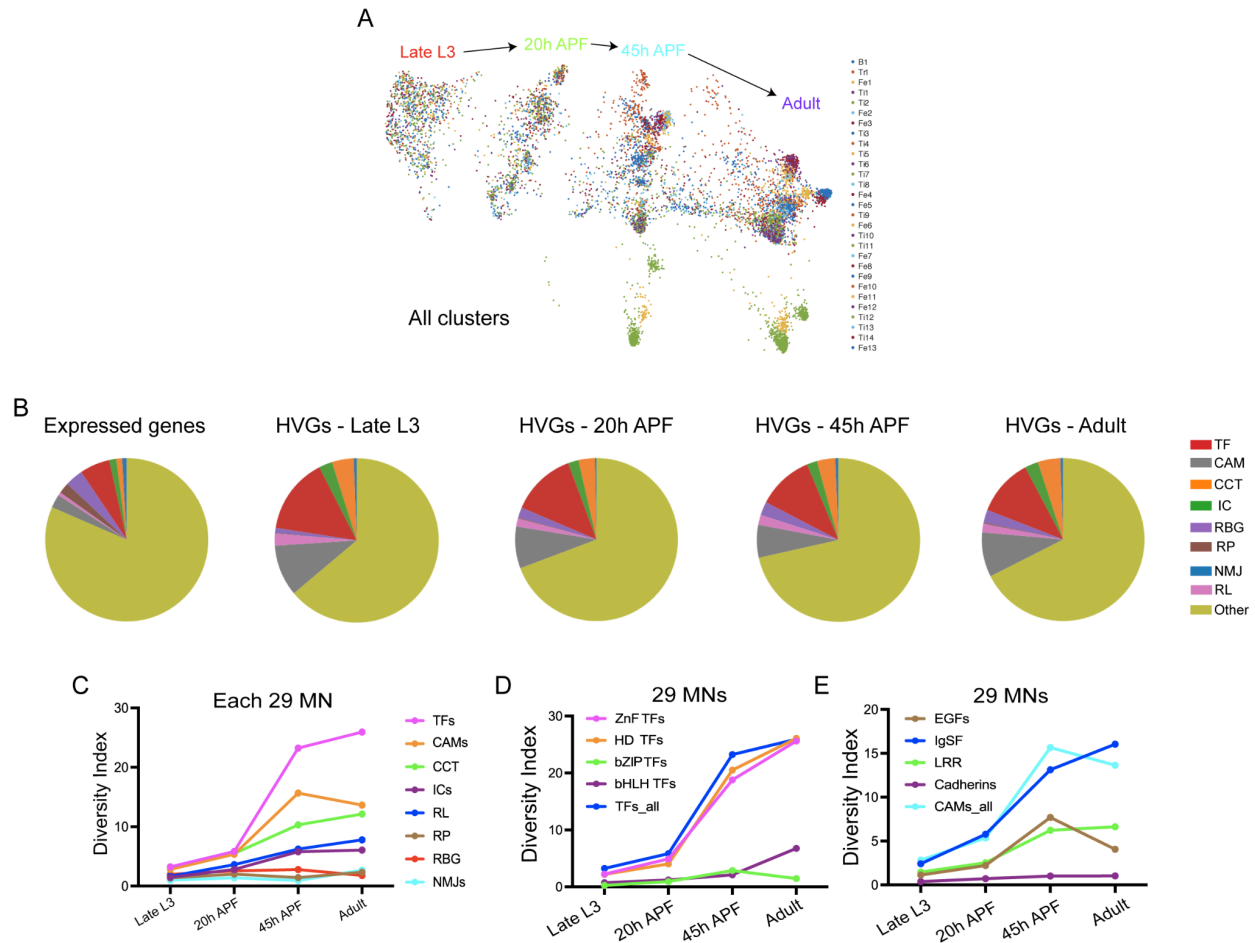 A
Late L3
20h APF
45h APF
Adult
All clusters
B1
Tr1
Fe1
Ti1
Ti2
Fe2
Fe3
Ti3
Ti4
Ti5
Ti6
Ti7
Ti8
Fe4
Fe5
Ti9
Fe6
Ti10
Ti11
Fe7
Fe8
Fe9
Fe10
Fe11
Fe12
Ti12
Ti13
Ti14
Fe13
B
Expressed genes
HVGs - Late L3
HVGs - 20h APF
HVGs - 45h APF
HVGs - Adult
TF
CAM
CCT
IC
RBG
RP
NMJ
RL
Other
C
Each 29 MN
Diversity Index
30
20
10
0
Late L3
20h APF
45h APF
Adult
TFs
CAMs
CCT
ICs
RL
RP
RBG
NMJs
D
29 MNs
Diversity Index
30
20
10
0
ZnF TFs
HD TFs
bZIP TFs
bHLH TFs
TFs_all
Late L3
20h APF
45h APF
Adult
E
29 MNs
Diversity Index
20
15
10
5
0
EGFs
IgSF
LRR
Cadherins
CAMs_all
Late L3
20h APF
45h APF
Adult